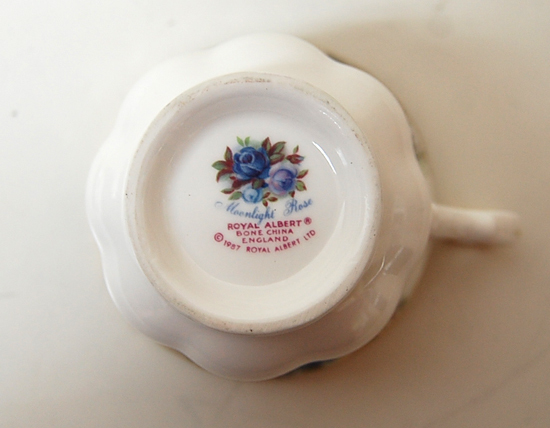 Moonlight Rose
ROYAL ALBERT®
BONE CHINA
ENGLAND
© 1987 ROYAL ALBERT LTD